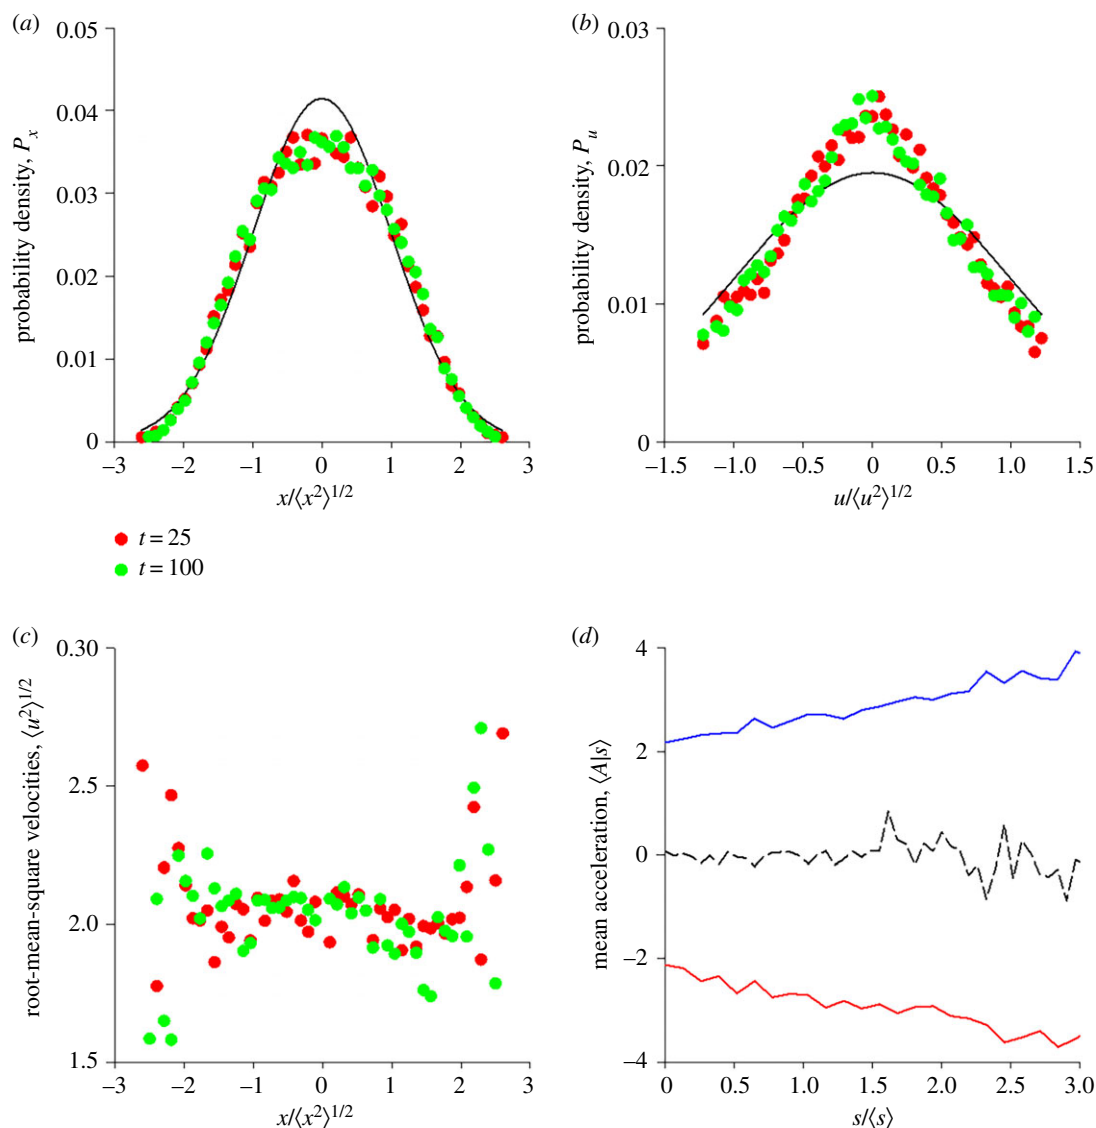 (a)
0.05
0.04
0.03
0.02
0.01
0
probability density, Pₓ
−3 −2 −1 0 1 2 3
x/⟨x²⟩¹/²
t = 25
t = 100
(b)
0.03
0.02
0.01
0
probability density, Pᵤ
−1.5 −1.0 −0.5 0 0.5 1.0 1.5
u/⟨u²⟩¹/²
(c)
0.30
2.5
2.0
1.5
root-mean-square velocities, ⟨u²⟩¹/²
−3 −2 −1 0 1 2 3
x/⟨x²⟩¹/²
(d)
4
2
0
−2
−4
mean acceleration, ⟨A|s⟩
0 0.5 1.0 1.5 2.0 2.5 3.0
s/⟨s⟩